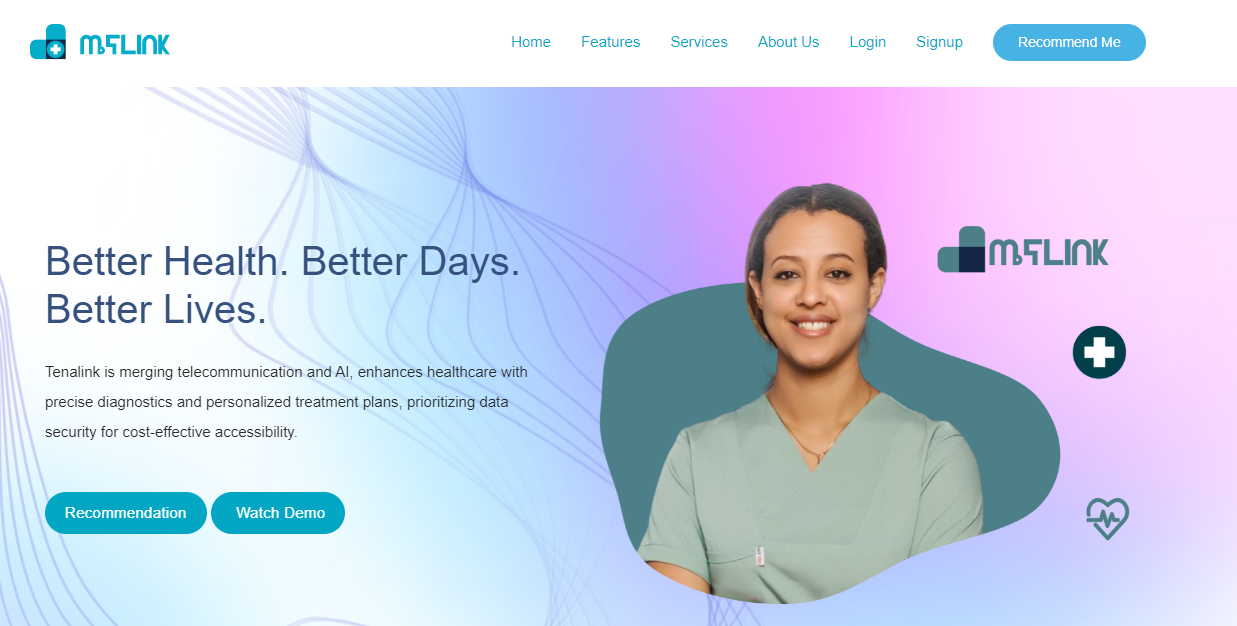 ጤናLINK
Home
Features
Services
About Us
Login
Signup
Recommend Me
Better Health. Better Days.
Better Lives.
Tenalink is merging telecommunication and AI, enhances healthcare with
precise diagnostics and personalized treatment plans, prioritizing data
security for cost-effective accessibility.
Recommendation
Watch Demo
ጤናLINK